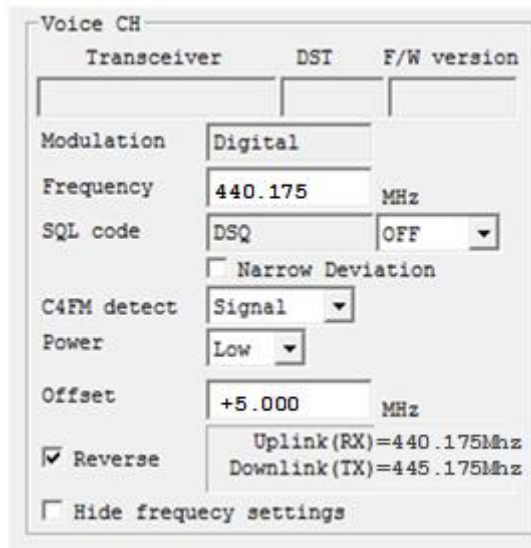 Voice CH
Transceiver DST F/W version
Modulation Digital
Frequency 440.175 MHz
SQL code DSQ OFF
Narrow Deviation
C4FM detect Signal
Power Low
Offset +5.000 MHz
Uplink(RX)=440.175Mhz
Reverse Downlink(TX)=445.175Mhz
Hide frequecy settings